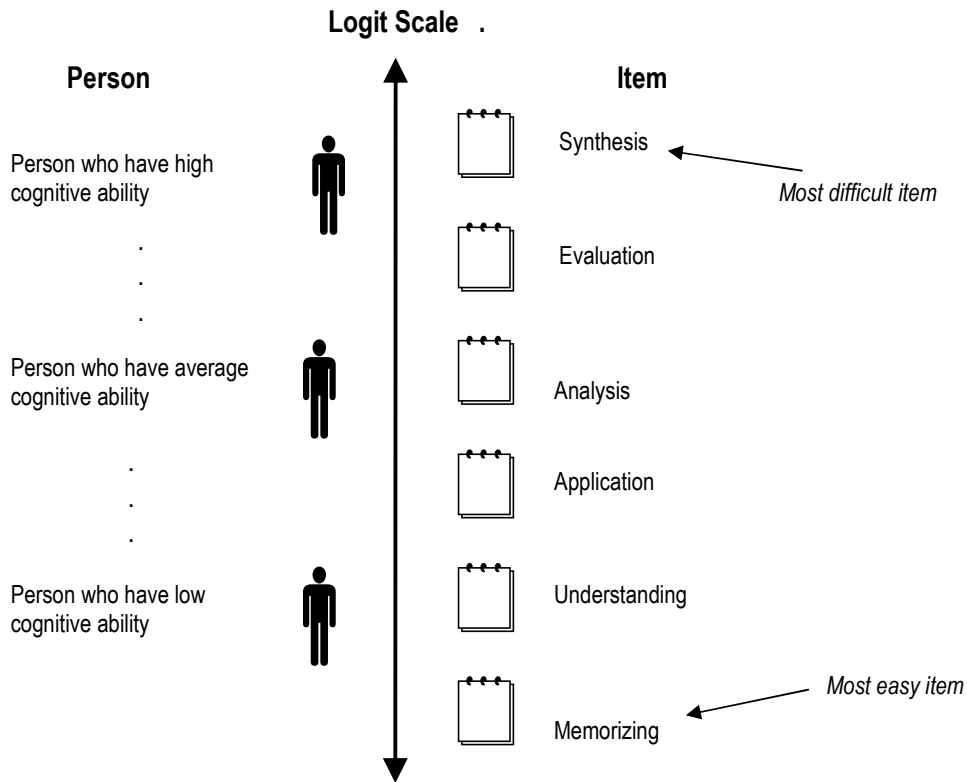 Logit Scale .
Person
Item
Synthesis
Person who have high
cognitive ability
Most difficult item
.
Evaluation
.
.
Person who have average
cognitive ability
Analysis
.
Application
.
.
Person who have low
cognitive ability
Understanding
Most easy item
Memorizing